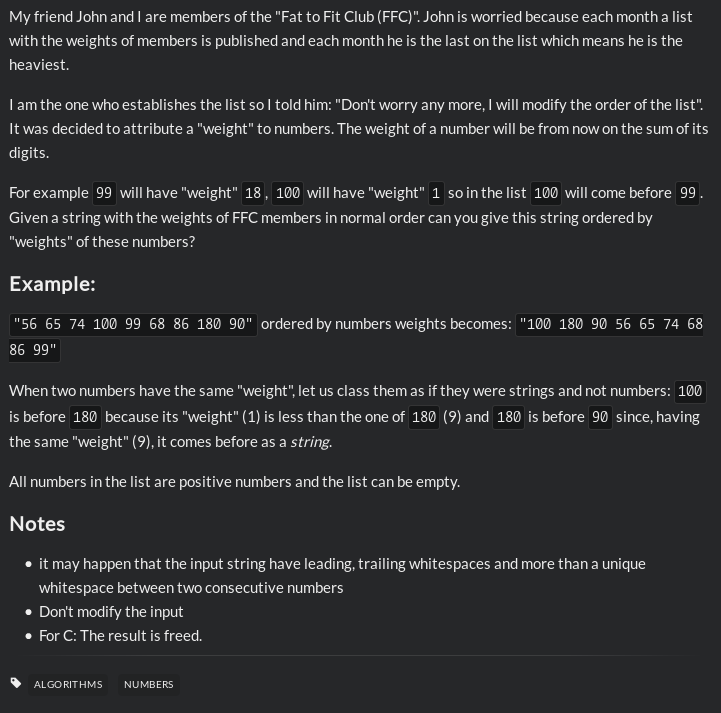 My friend John and I are members of the "Fat to Fit Club (FFC)". John is worried because each month a list
with the weights of members is published and each month he is the last on the list which means he is the
heaviest.
I am the one who establishes the list so I told him: "Don't worry any more, I will modify the order of the list".
It was decided to attribute a "weight" to numbers. The weight of a number will be from now on the sum of its
digits.
For example 99 will have "weight" 18, 100 will have "weight" 1 so in the list 100 will come before 99.
Given a string with the weights of FFC members in normal order can you give this string ordered by
"weights" of these numbers?
Example:
"56 65 74 100 99 68 86 180 90" ordered by numbers weights becomes: "100 180 90 56 65 74 68
86 99"
When two numbers have the same "weight", let us class them as if they were strings and not numbers: 100
is before 180 because its "weight" (1) is less than the one of 180 (9) and 180 is before 90 since, having
the same "weight" (9), it comes before as a string.
All numbers in the list are positive numbers and the list can be empty.
Notes
• it may happen that the input string have leading, trailing whitespaces and more than a unique
whitespace between two consecutive numbers
• Don't modify the input
• For C: The result is freed.
ALGORITHMS NUMBERS